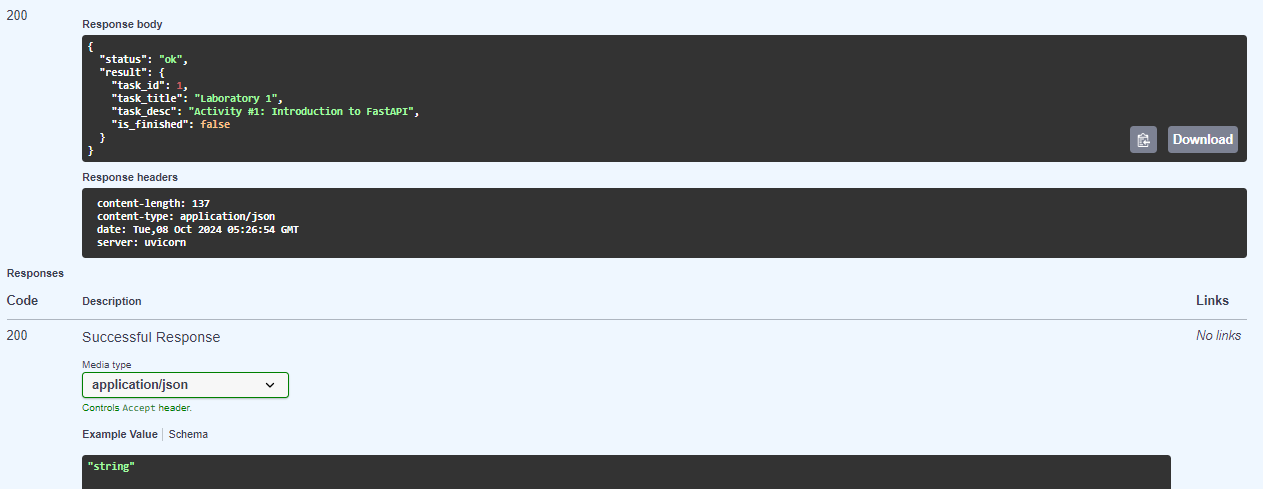 200
Response body
{
  "status": "ok",
  "result": {
    "task_id": 1,
    "task_title": "Laboratory 1",
    "task_desc": "Activity #1: Introduction to FastAPI",
    "is_finished": false
  }
}
Download
Response headers
content-length: 137
content-type: application/json
date: Tue,08 Oct 2024 05:26:54 GMT
server: uvicorn
Responses
Code Description Links
200 Successful Response No links
Media type
application/json
Controls Accept header.
Example Value Schema
"string"